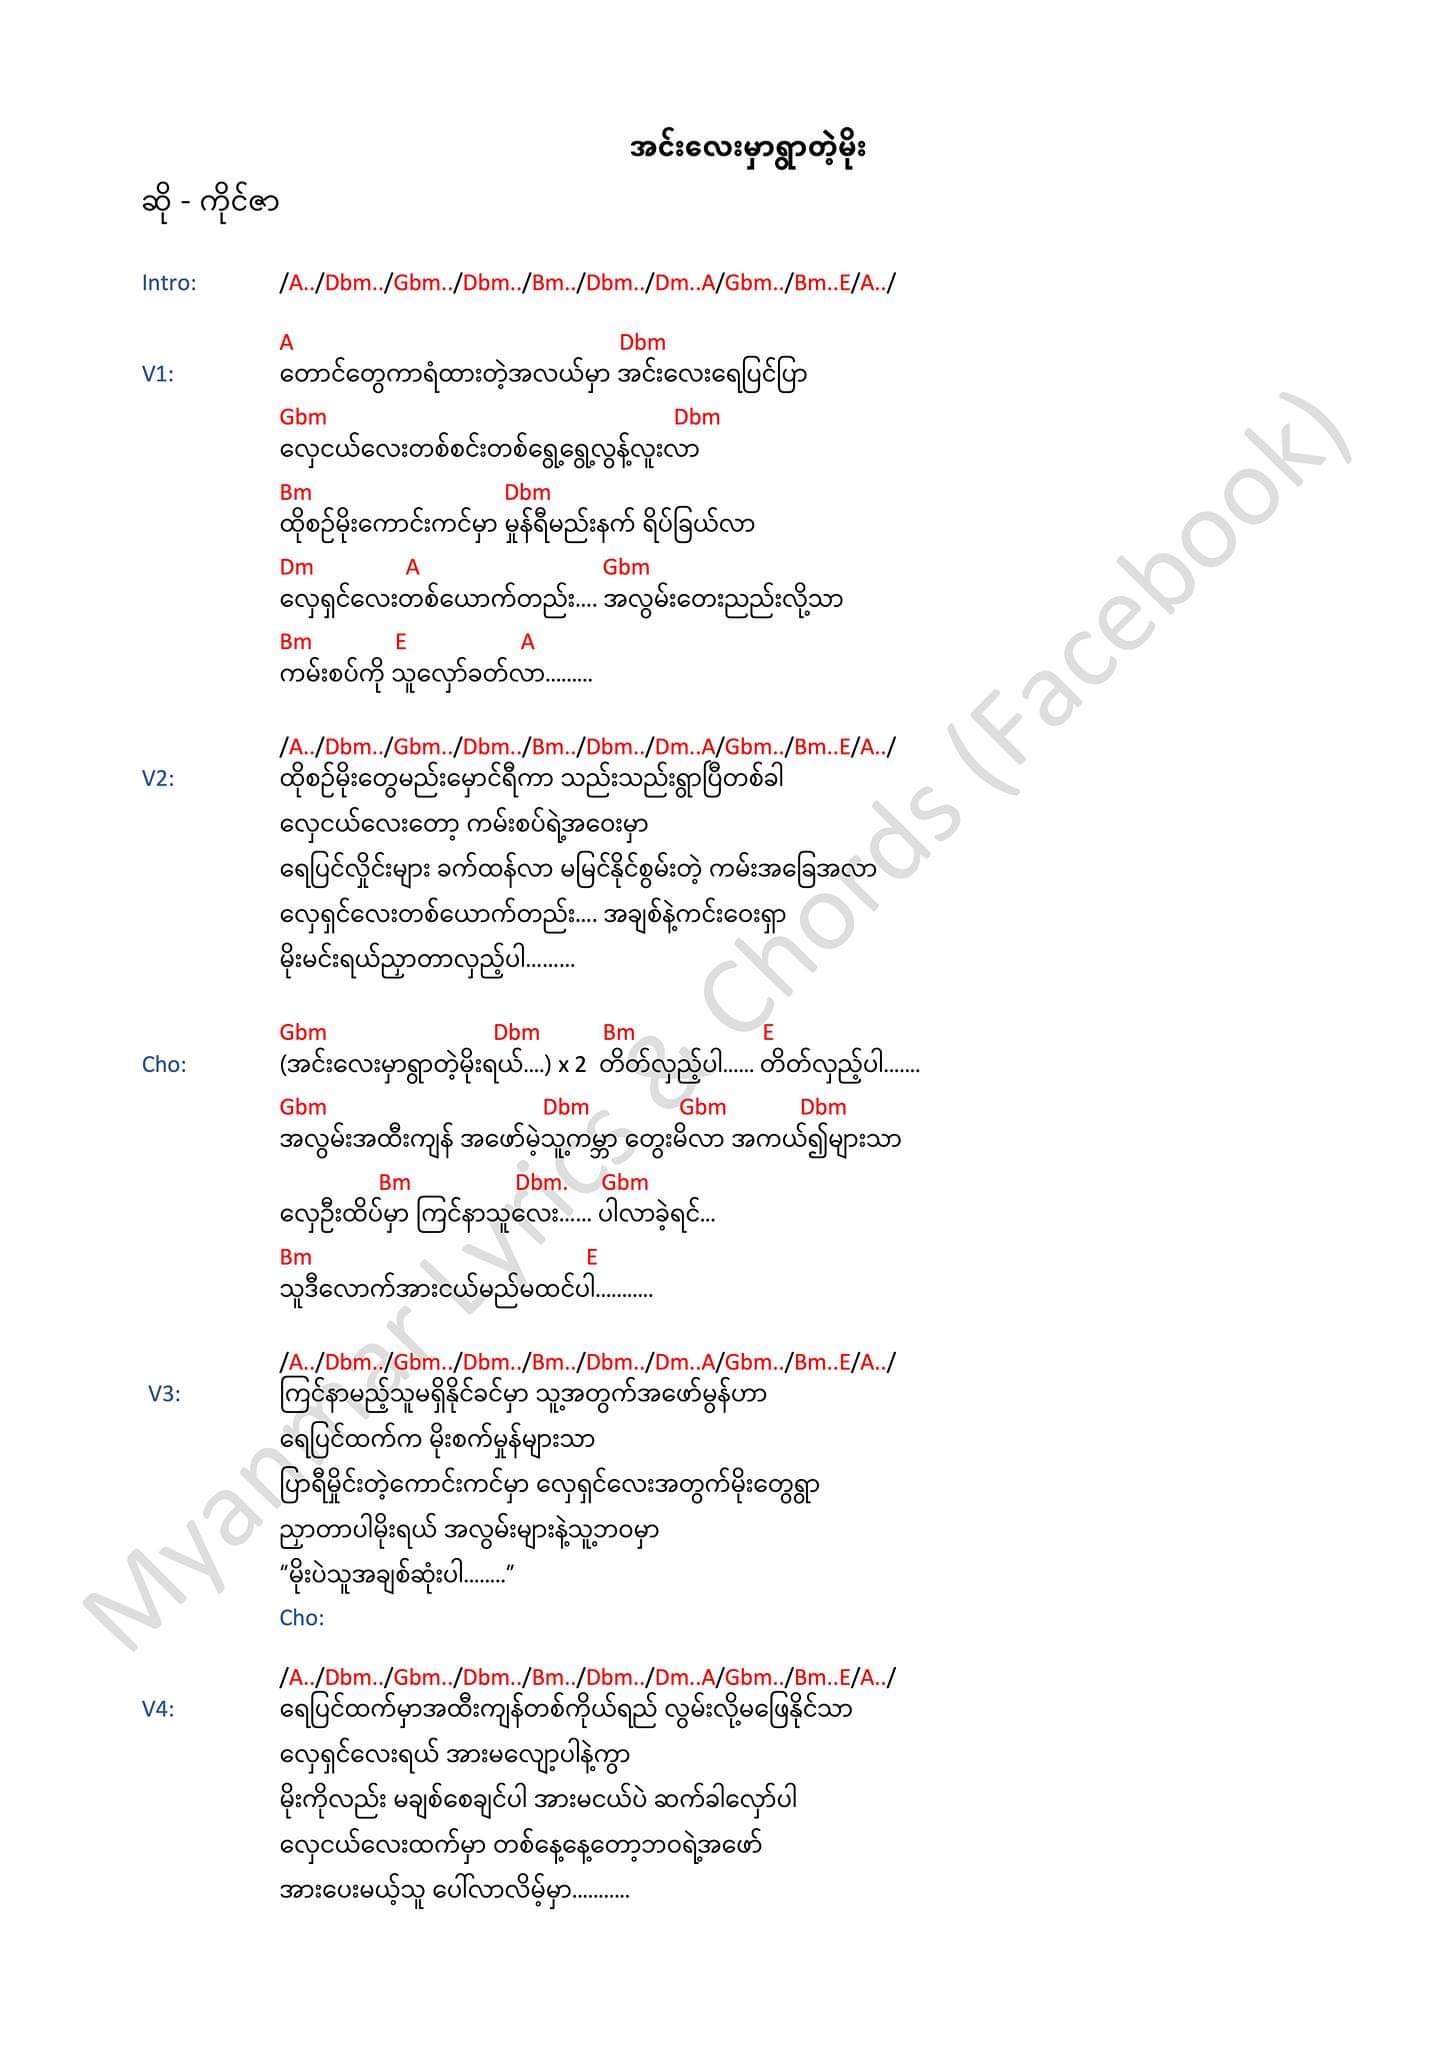 အင်းလေးမှာရွာတဲ့မိုး
ဆို - ကိုင်ဇာ
Intro: /A../Dbm../Gbm../Dbm../Bm../Dbm../Dm..A/Gbm../Bm..E/A../
A Dbm
V1: တောင်တွေကာရံထားတဲ့အလယ်မှာ အင်းလေးရေပြင်ပြာ
Gbm Dbm
လှေငယ်လေးတစ်စင်းတစ်ရွေ့ရွေ့လွန့်လူးလာ
Bm Dbm
ထိုစဉ်မိုးကောင်းကင်မှာ မှုန်ရီမည်းနက် ရိပ်ခြယ်လာ
Dm A Gbm
လှေရှင်လေးတစ်ယောက်တည်း.... အလွမ်းတေးညည်းလို့သာ
Bm E A
ကမ်းစပ်ကို သူလှော်ခတ်လာ.........
/A../Dbm../Gbm../Dbm../Bm../Dbm../Dm..A/Gbm../Bm..E/A../
V2: ထိုစဉ်မိုးတွေမည်းမှောင်ရီကာ သည်းသည်းရွာပြီတစ်ခါ
လှေငယ်လေးတော့ ကမ်းစပ်ရဲ့အဝေးမှာ
ရေပြင်လှိုင်းများ ခက်ထန်လာ မမြင်နိုင်စွမ်းတဲ့ ကမ်းအခြေအလာ
လှေရှင်လေးတစ်ယောက်တည်း.... အချစ်နဲ့ကင်းဝေးရှာ
မိုးမင်းရယ်ညှာတာလှည့်ပါ.........
Gbm Dbm Bm E
Cho: (အင်းလေးမှာရွာတဲ့မိုးရယ်....) x 2 တိတ်လှည့်ပါ...... တိတ်လှည့်ပါ.......
Gbm Dbm Gbm Dbm
အလွမ်းအထီးကျန် အဖော်မဲ့သူ့ကမ္ဘာ တွေးမိလာ အကယ်၍များသာ
Bm Dbm. Gbm
လှေဦးထိပ်မှာ ကြင်နာသူလေး...... ပါလာခဲ့ရင်...
Bm E
သူဒီလောက်အားငယ်မည်မထင်ပါ...........
/A../Dbm../Gbm../Dbm../Bm../Dbm../Dm..A/Gbm../Bm..E/A../
V3: ကြင်နာမည့်သူမရှိနိုင်ခင်မှာ သူ့အတွက်အဖော်မွန်ဟာ
ရေပြင်ထက်က မိုးစက်မှုန်များသာ
ပြာရီမှိုင်းတဲ့ကောင်းကင်မှာ လှေရှင်လေးအတွက်မိုးတွေရွာ
ညှာတာပါမိုးရယ် အလွမ်းများနဲ့သူ့ဘဝမှာ
“မိုးပဲသူအချစ်ဆုံးပါ........”
Cho:
/A../Dbm../Gbm../Dbm../Bm../Dbm../Dm..A/Gbm../Bm..E/A../
V4: ရေပြင်ထက်မှာအထီးကျန်တစ်ကိုယ်ရည် လွမ်းလို့မဖြေနိုင်သာ
လှေရှင်လေးရယ် အားမလျော့ပါနဲ့ကွာ
မိုးကိုလည်း မချစ်စေချင်ပါ အားမငယ်ပဲ ဆက်ခါလှော်ပါ
လှေငယ်လေးထက်မှာ တစ်နေ့နေ့တော့ဘဝရဲ့အဖော်
အားပေးမယ့်သူ ပေါ်လာလိမ့်မှာ...........
Myanmar Lyrics & Chords (Facebook)